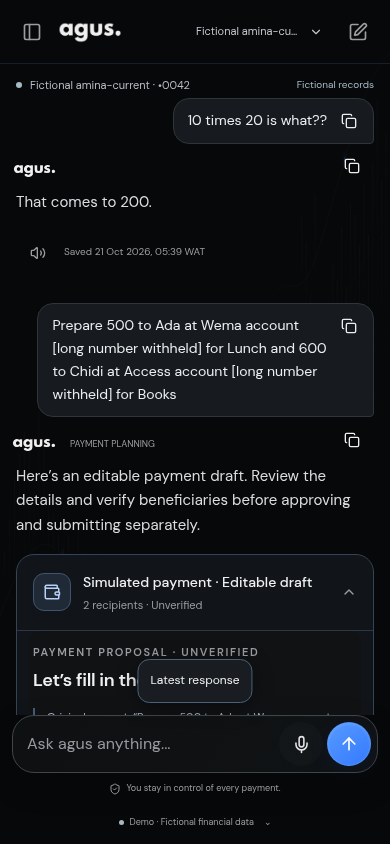 agus.
Fictional amina-cu...
Fictional amina-current · •0042
Fictional records
10 times 20 is what??
agus.
That comes to 200.
Saved 21 Oct 2026, 05:39 WAT
Prepare 500 to Ada at Wema account
[long number withheld] for Lunch and 600
to Chidi at Access account [long number
withheld] for Books
agus.
PAYMENT PLANNING
Here’s an editable payment draft. Review the
details and verify beneficiaries before approving
and submitting separately.
Simulated payment · Editable draft
2 recipients · Unverified
PAYMENT PROPOSAL · UNVERIFIED
Let’s fill in th
Latest response
Ask agus anything...
You stay in control of every payment.
Demo · Fictional financial data